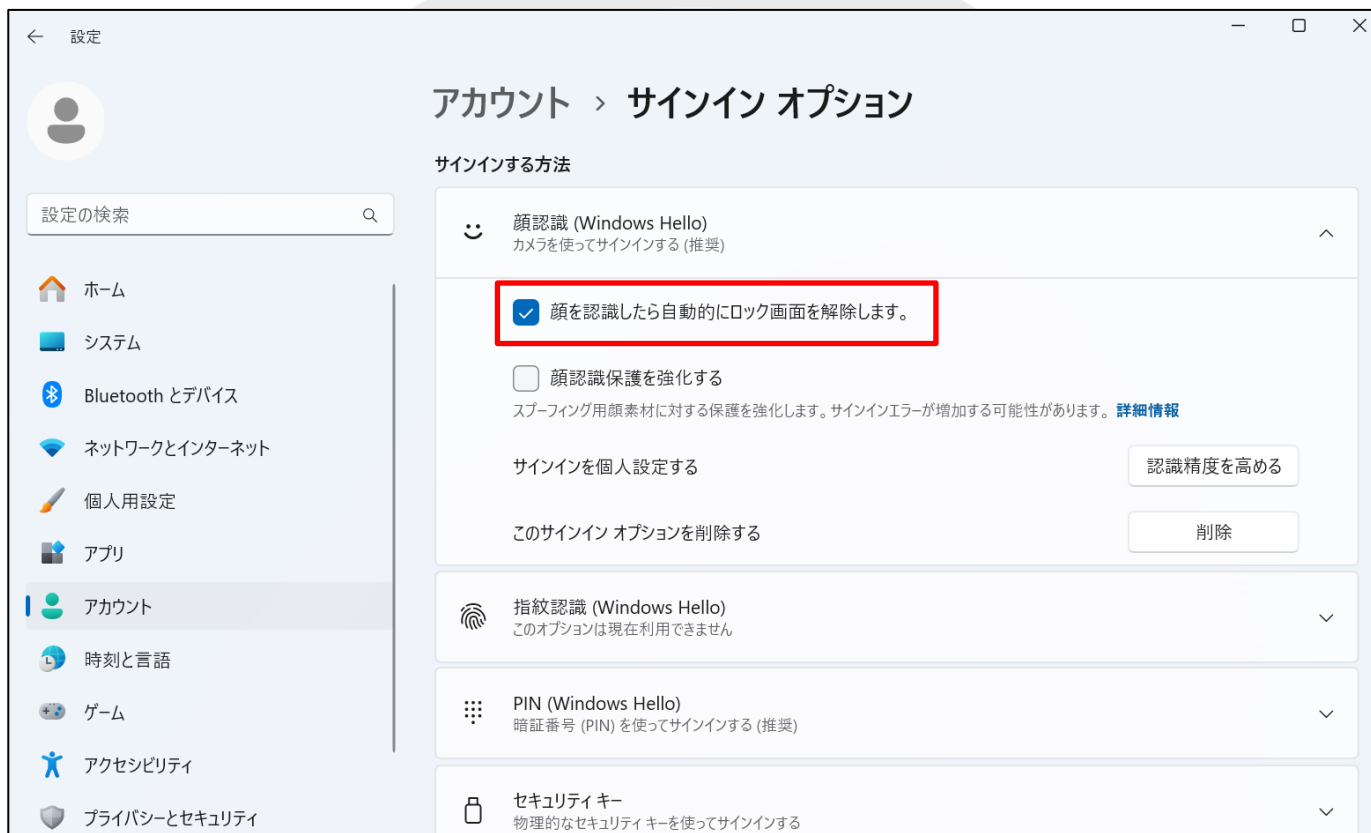 設定
アカウント › サインイン オプション
サインインする方法
設定の検索
顔認識 (Windows Hello)
カメラを使ってサインインする (推奨)
ホーム
顔を認識したら自動的にロック画面を解除します。
システム
顔認識保護を強化する
Bluetooth とデバイス
スプーフィング用顔素材に対する保護を強化します。サインインエラーが増加する可能性があります。 詳細情報
ネットワークとインターネット
サインインを個人設定する
認識精度を高める
個人用設定
このサインイン オプションを削除する
削除
アプリ
アカウント
指紋認識 (Windows Hello)
このオプションは現在利用できません
時刻と言語
ゲーム
PIN (Windows Hello)
暗証番号 (PIN) を使ってサインインする (推奨)
アクセシビリティ
プライバシーとセキュリティ
セキュリティ キー
物理的なセキュリティ キーを使ってサインインする